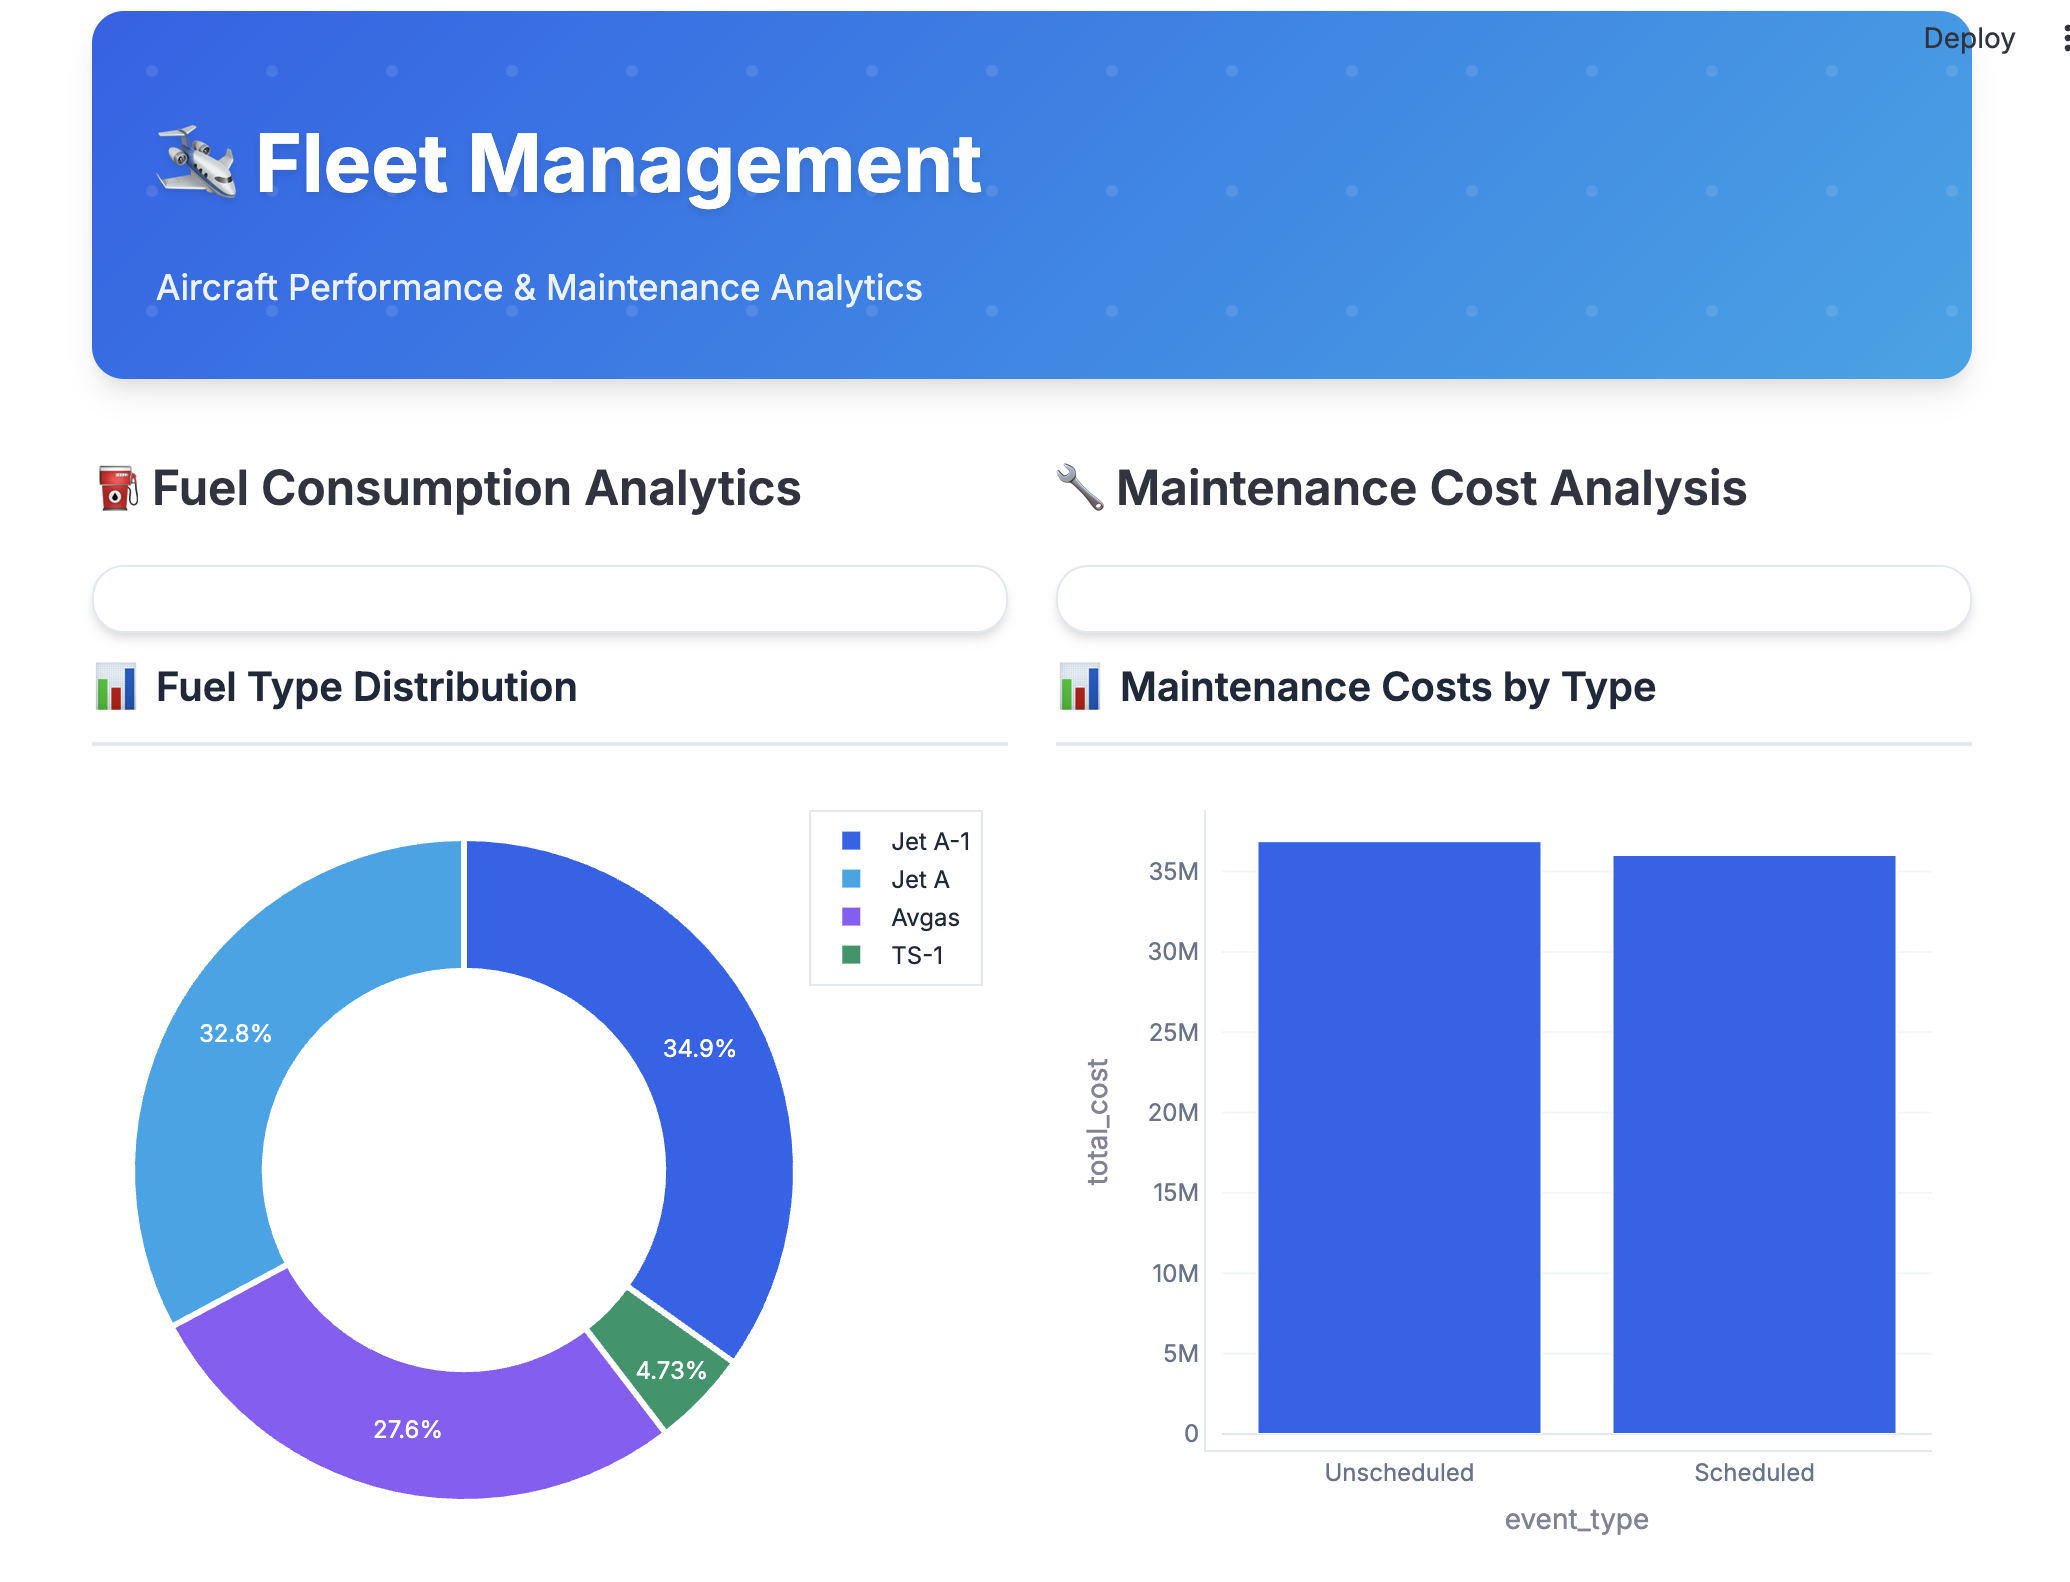 Deploy
Fleet Management
Aircraft Performance & Maintenance Analytics
Fuel Consumption Analytics
Fuel Type Distribution
Jet A-1
Jet A
Avgas
TS-1
32.8%
34.9%
4.73%
27.6%
Maintenance Cost Analysis
Maintenance Costs by Type
total_cost
35M
30M
25M
20M
15M
10M
5M
0
Unscheduled
Scheduled
event_type